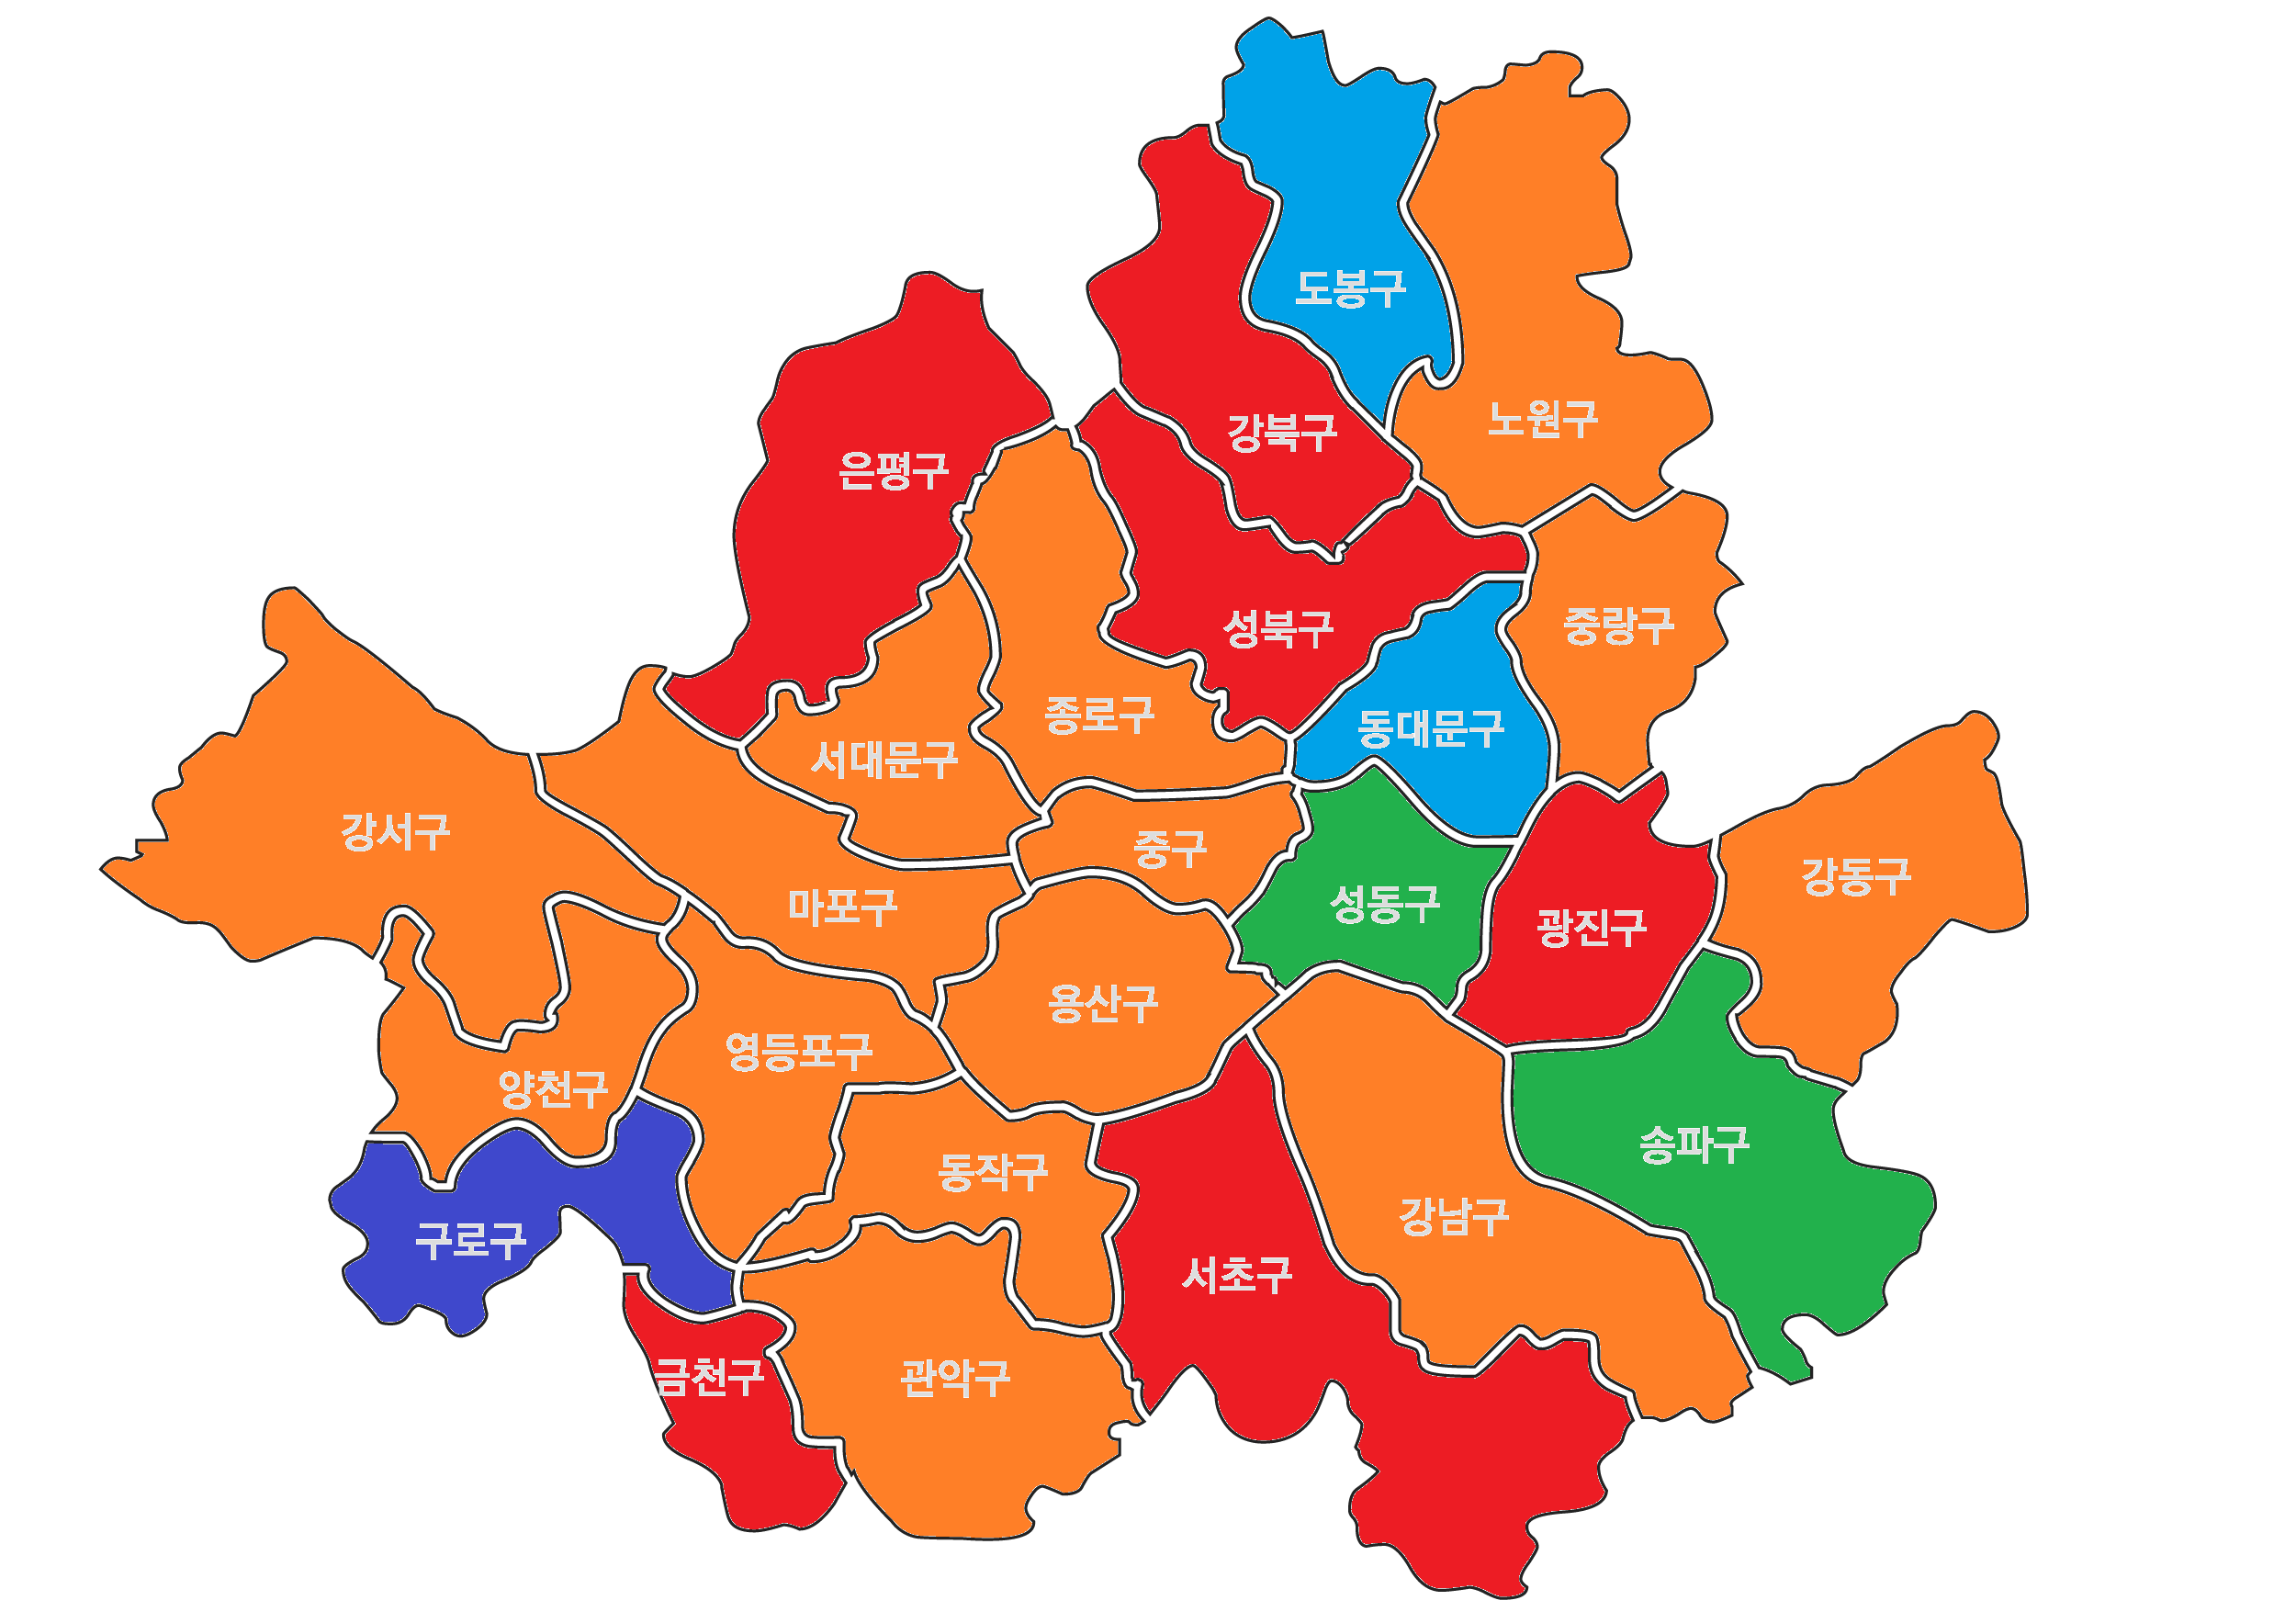 도봉구
노원구
강북구
은평구
성북구
중랑구
종로구
동대문구
서대문구
강서구
중구
강동구
마포구
성동구
광진구
용산구
영등포구
양천구
송파구
동작구
강남구
구로구
서초구
금천구
관악구